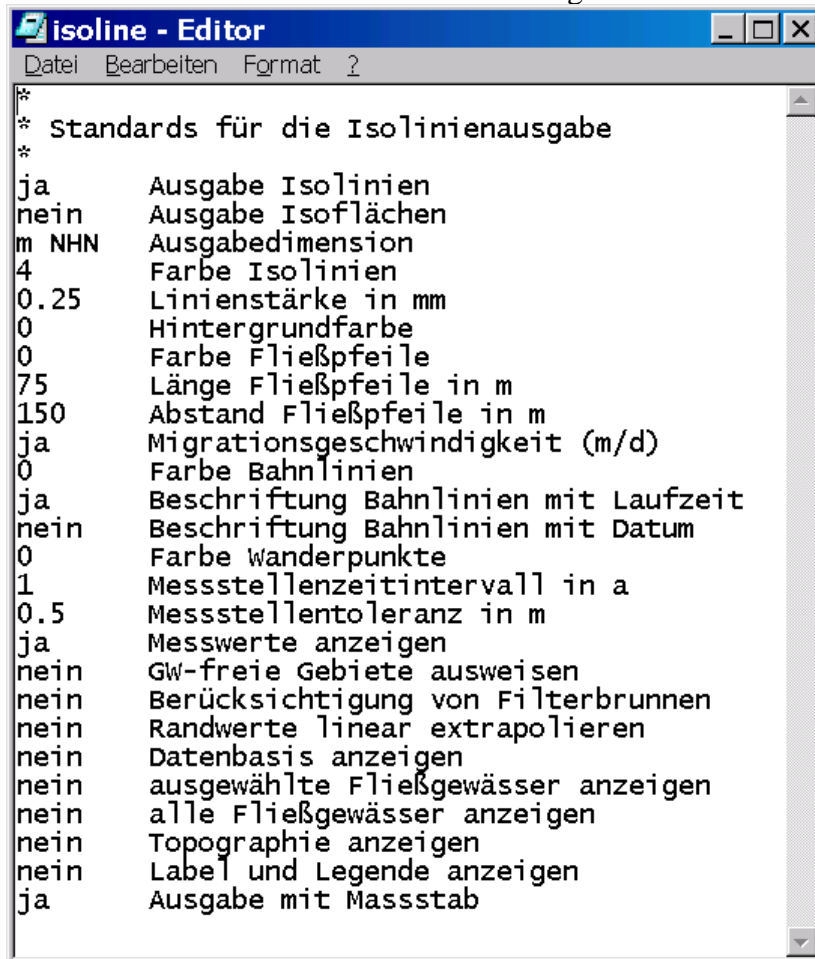 isoline - Editor
Datei Bearbeiten Format ?
*
* Standards für die Isolinienausgabe
*
ja Ausgabe Isolinien
nein Ausgabe Isoflächen
m NHN Ausgabedimension
4 Farbe Isolinien
0.25 Linienstärke in mm
0 Hintergrundfarbe
0 Farbe Fließpfeile
75 Länge Fließpfeile in m
150 Abstand Fließpfeile in m
ja Migrationsgeschwindigkeit (m/d)
0 Farbe Bahnlinien
ja Beschriftung Bahnlinien mit Laufzeit
nein Beschriftung Bahnlinien mit Datum
0 Farbe Wanderpunkte
1 Messstellenzeitintervall in a
0.5 Messstellentoleranz in m
ja Messwerte anzeigen
nein GW-freie Gebiete ausweisen
nein Berücksichtigung von Filterbrunnen
nein Randwerte linear extrapolieren
nein Datenbasis anzeigen
nein ausgewählte Fließgewässer anzeigen
nein alle Fließgewässer anzeigen
nein Topographie anzeigen
nein Label und Legende anzeigen
ja Ausgabe mit Massstab